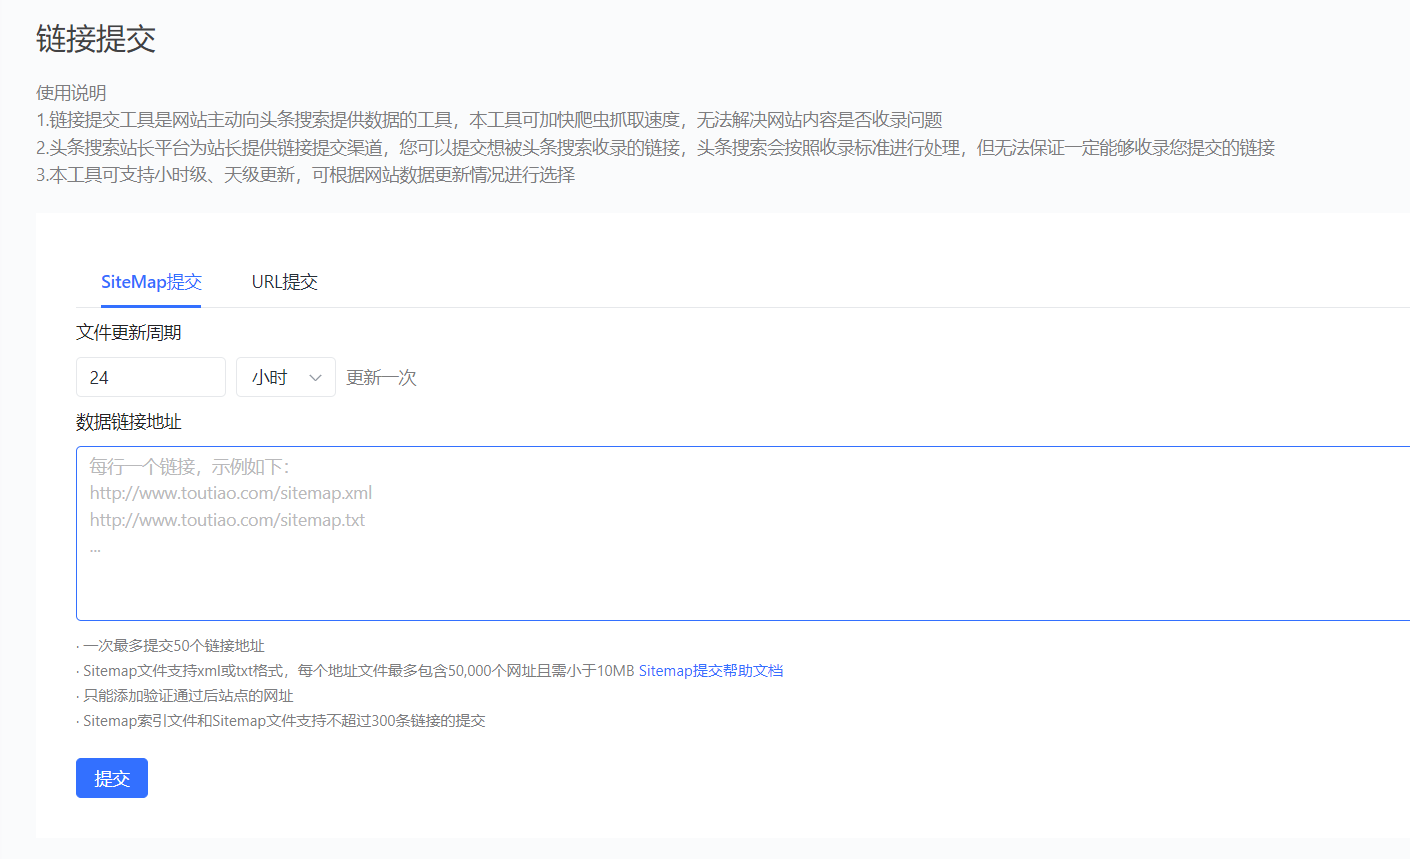 链接提交
使用说明
1.链接提交工具是网站主动向头条搜索提供数据的工具，本工具可加快爬虫抓取速度，无法解决网站内容是否收录问题
2.头条搜索站长平台为站长提供链接提交渠道，您可以提交想被头条搜索收录的链接，头条搜索会按照收录标准进行处理，但无法保证一定能够收录您提交的链接
3.本工具可支持小时级、天级更新，可根据网站数据更新情况进行选择
SiteMap提交 URL提交
文件更新周期
24 小时 更新一次
数据链接地址
每行一个链接，示例如下：
http://www.toutiao.com/sitemap.xml
http://www.toutiao.com/sitemap.txt
...
· 一次最多提交50个链接地址
· Sitemap文件支持xml或txt格式，每个地址文件最多包含50,000个网址且需小于10MB Sitemap提交帮助文档
· 只能添加验证通过后站点的网址
· Sitemap索引文件和Sitemap文件支持不超过300条链接的提交
提交